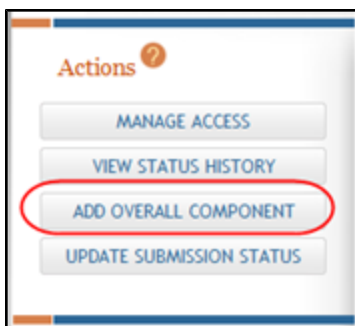 Actions ?
MANAGE ACCESS
VIEW STATUS HISTORY
ADD OVERALL COMPONENT
UPDATE SUBMISSION STATUS